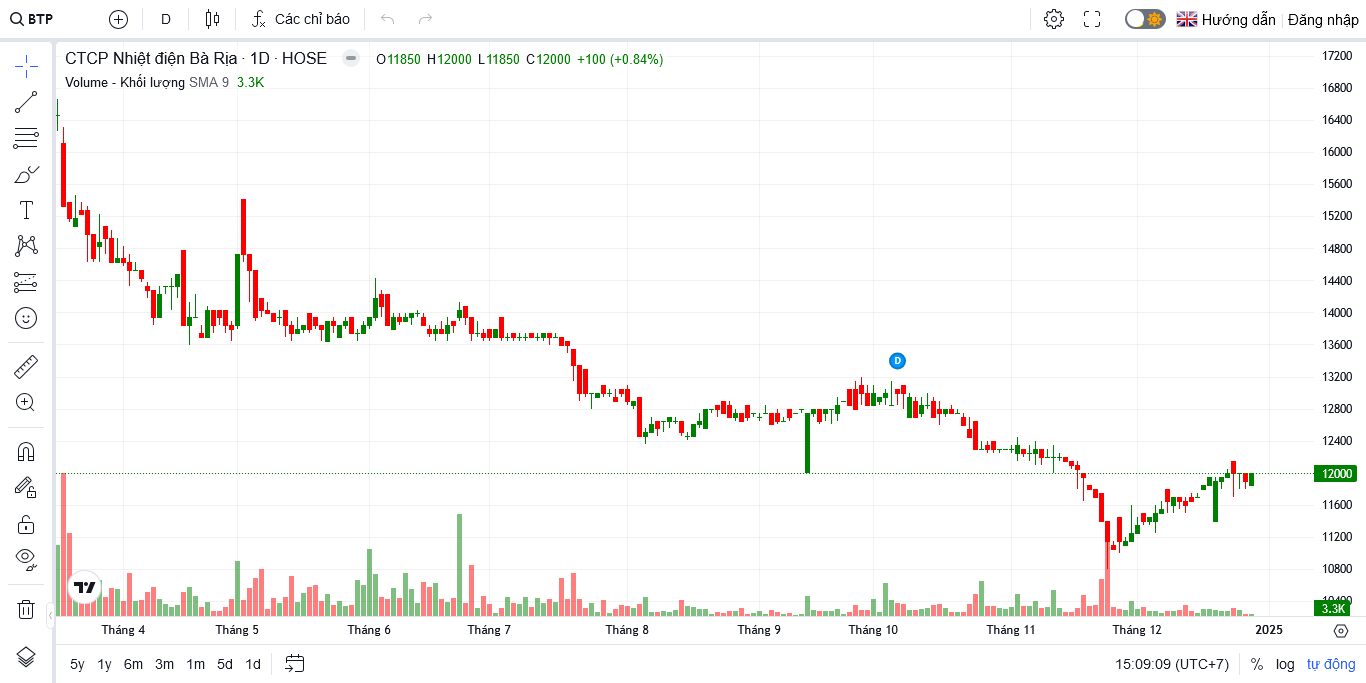 BTP D Các chỉ báo Hướng dẫn Đăng nhập
CTCP Nhiệt điện Bà Rịa · 1D · HOSE O11850 H12000 L11850 C12000 +100 (+0.84%)
Volume - Khối lượng SMA 9 3.3K
17200
16800
16400
16000
15600
15200
14800
14400
14000
13600
13200
D
12800
12400
12000
11600
11200
10800
10400
3.3K
Tháng 4 Tháng 5 Tháng 6 Tháng 7 Tháng 8 Tháng 9 Tháng 10 Tháng 11 Tháng 12 2025
5y 1y 6m 3m 1m 5d 1d 15:09:09 (UTC+7) % log tự động